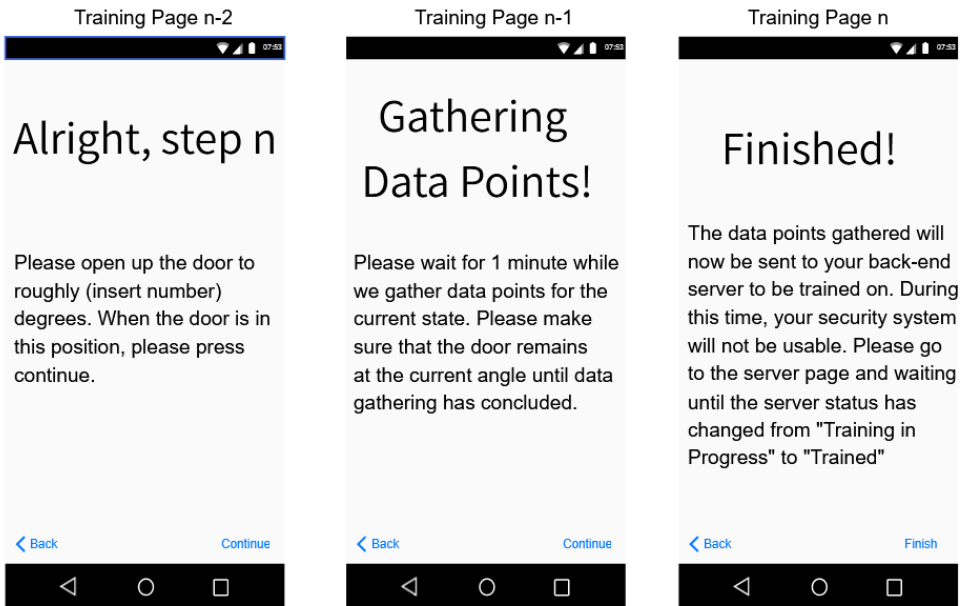 Training Page n-2
07:53
Alright, step n
Please open up the door to
roughly (insert number)
degrees. When the door is in
this position, please press
continue.
Back
Continue
Training Page n-1
07:53
Gathering
Data Points!
Please wait for 1 minute while
we gather data points for the
current state. Please make
sure that the door remains
at the current angle until data
gathering has concluded.
Back
Continue
Training Page n
07:53
Finished!
The data points gathered will
now be sent to your back-end
server to be trained on. During
this time, your security system
will not be usable. Please go
to the server page and waiting
until the server status has
changed from "Training in
Progress" to "Trained"
Back
Finish